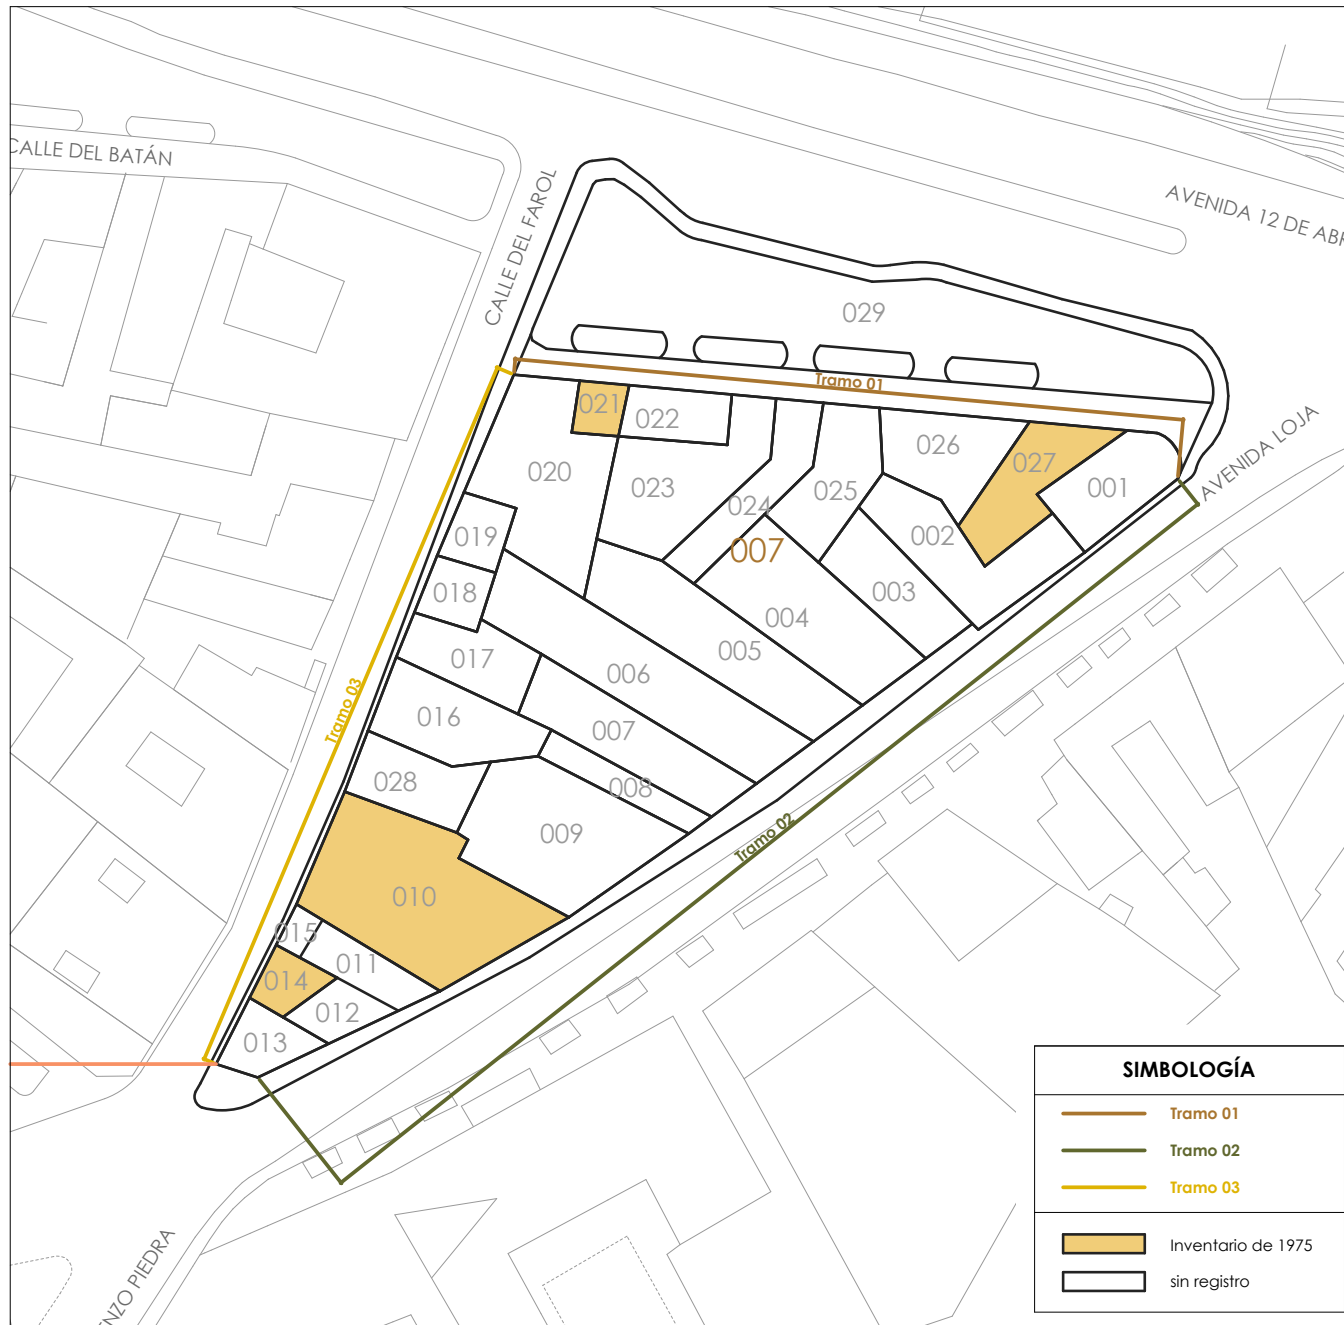 CALLE DEL BATÁN
CALLE DEL FAROL
AVENIDA 12 DE ABR
029
Tramo 01
021
022
026
027
001
AVENIDA LOJA
020
023
024
025
002
019
007
018
003
004
005
017
006
016
007
Tramo 03
028
008
009
Tramo 02
010
015
011
014
012
013
ENZO PIEDRA
SIMBOLOGÍA
Tramo 01
Tramo 02
Tramo 03
Inventario de 1975
sin registro